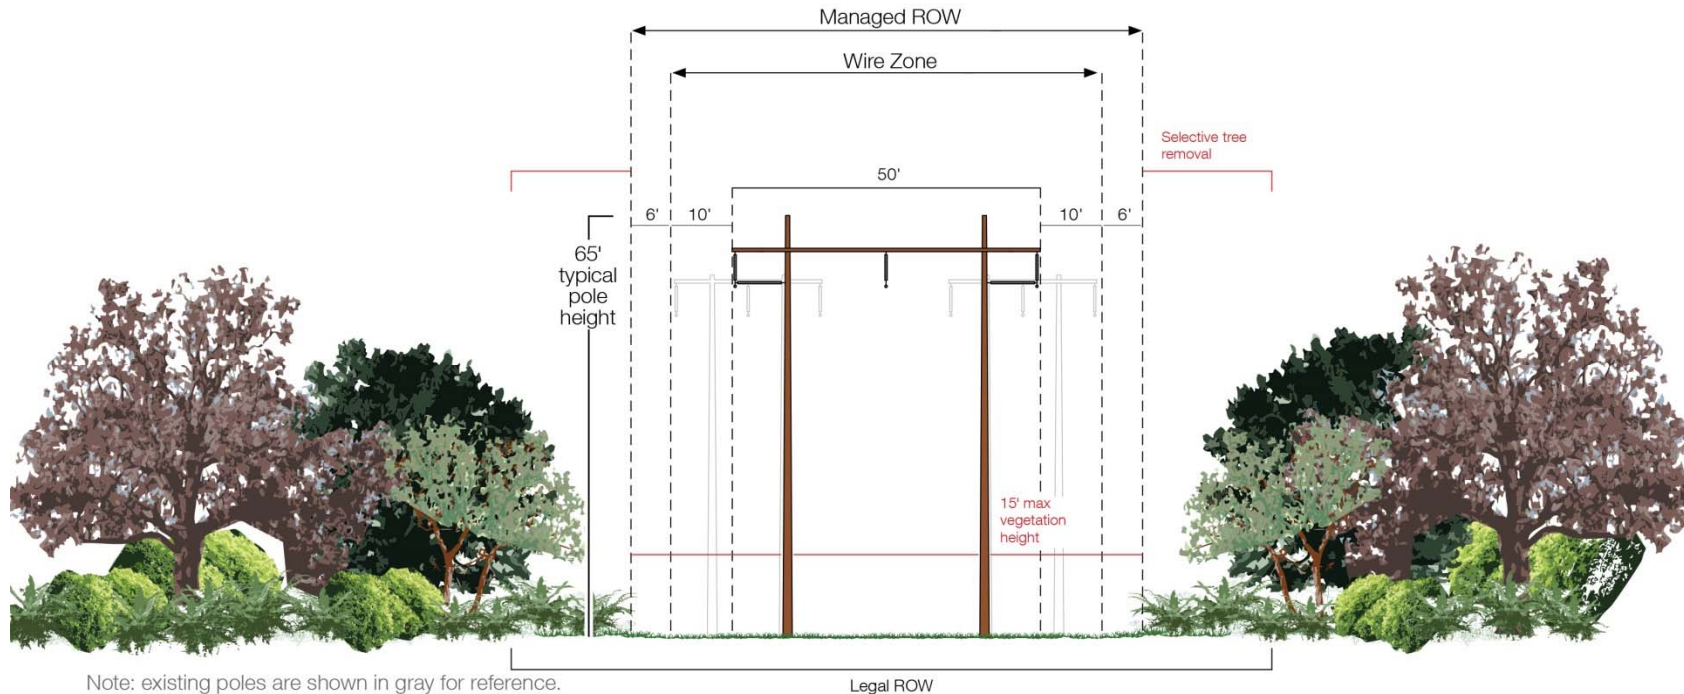 Managed ROW
Wire Zone
Selective tree
removal
50'
6'
10'
10'
6'
65'
typical
pole
height
15' max
vegetation
height
Note: existing poles are shown in gray for reference.
Legal ROW